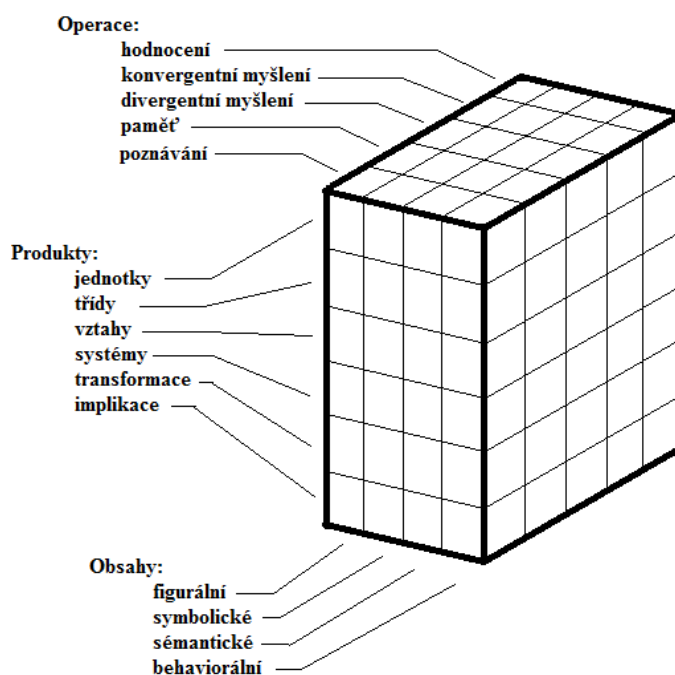 Operace:
hodnocení
konvergentní myšlení
divergentní myšlení
paměť
poznávání
Produkty:
jednotky
třídy
vztahy
systémy
transformace
implikace
Obsahy:
figurální
symbolické
sémantické
behaviorální